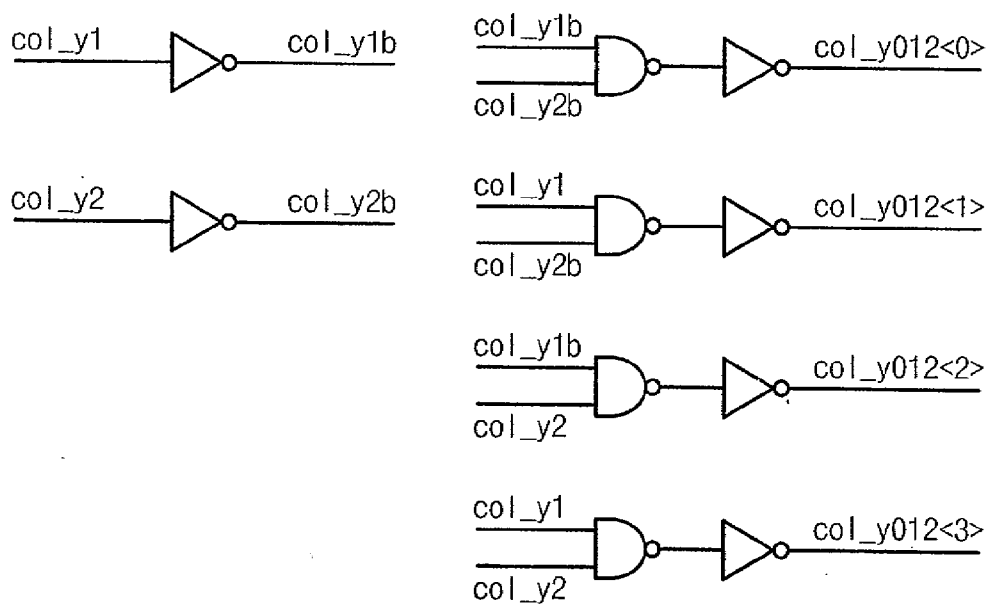 col_y1 col_y1b
col_y2 col_y2b
col_y1b col_y012<0>
col_y2b
col_y1 col_y012<1>
col_y2b
col_y1b col_y012<2>
col_y2
col_y1 col_y012<3>
col_y2